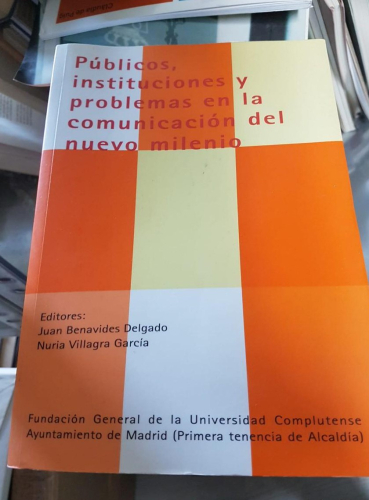 Públicos,
instituciones y
problemas en la
comunicación del
nuevo milenio
Editores:
Juan Benavides Delgado
Nuria Villagra García
Fundación General de la Universidad Complutense
Ayuntamiento de Madrid (Primera tenencia de Alcaldía)